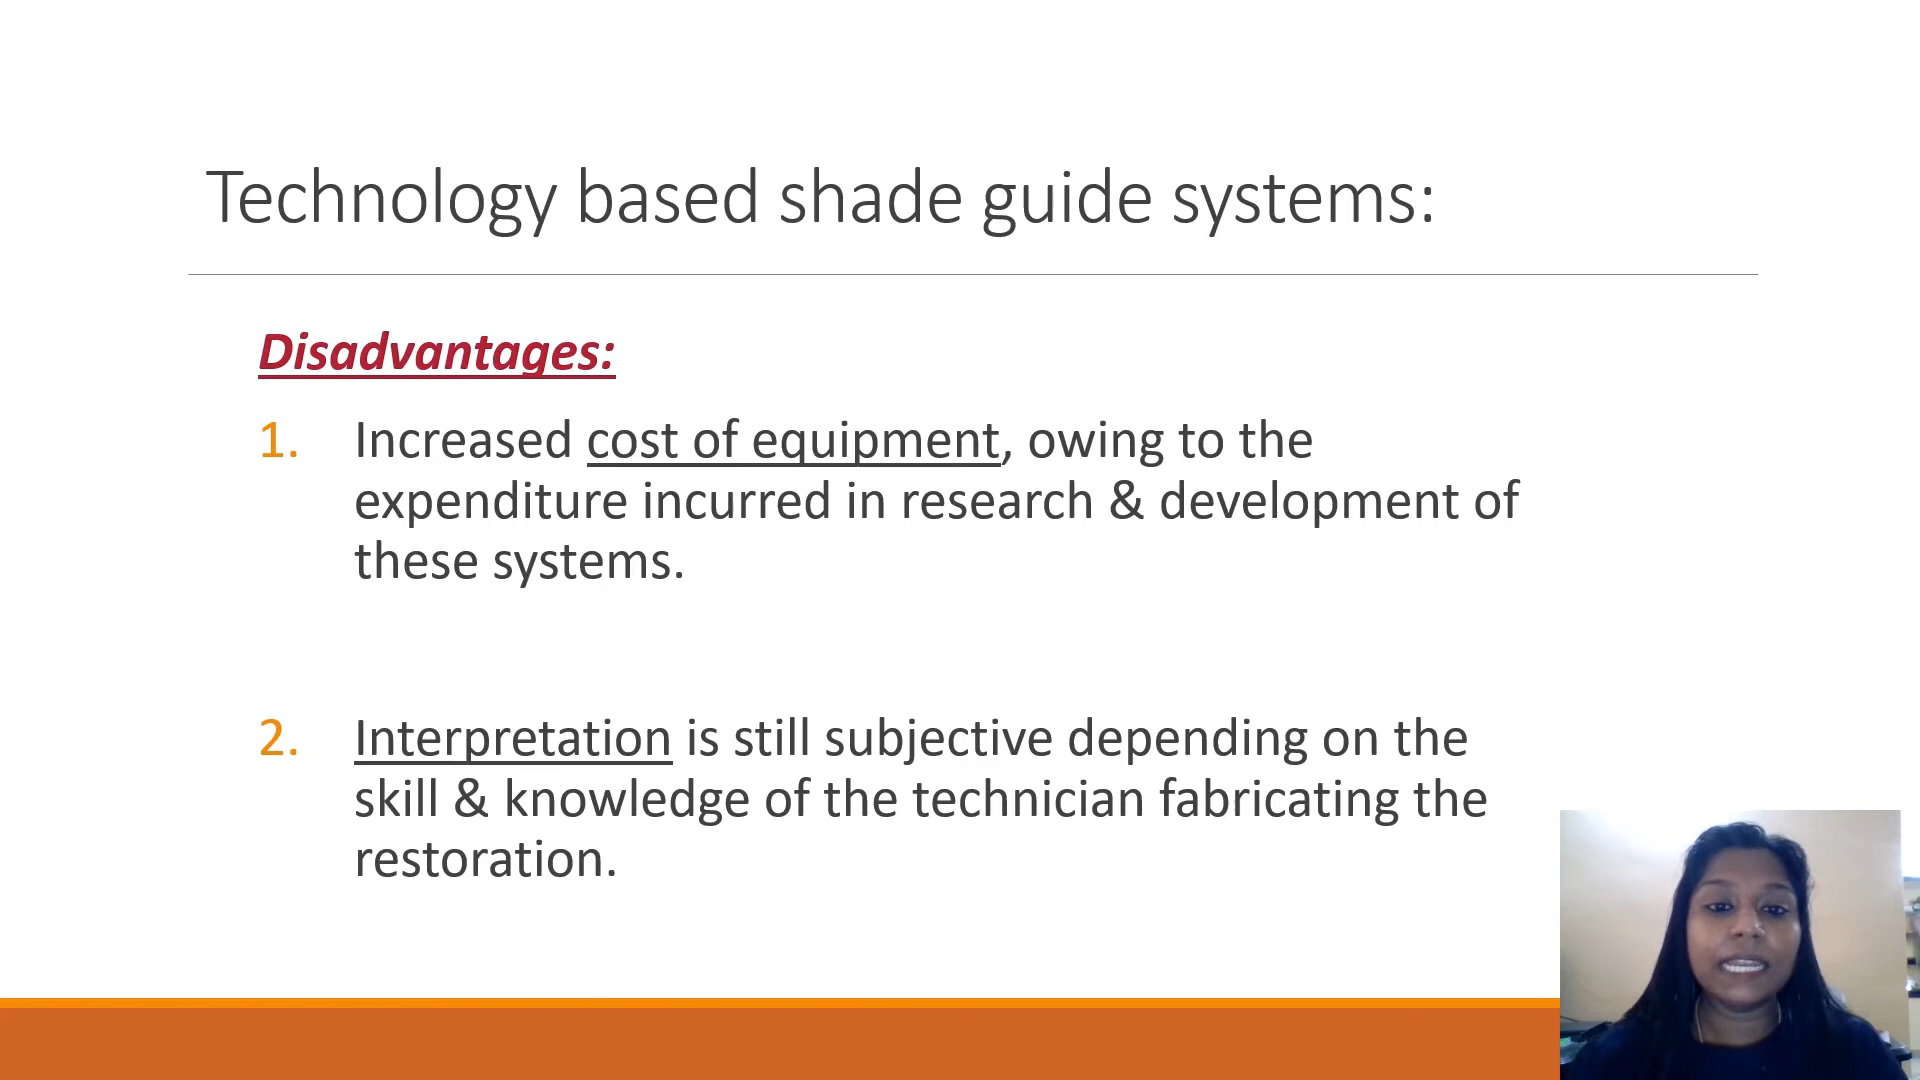 Technology based shade guide systems:
Disadvantages:
1. Increased cost of equipment, owing to the
expenditure incurred in research & development of
these systems.
2. Interpretation is still subjective depending on the
skill & knowledge of the technician fabricating the
restoration.